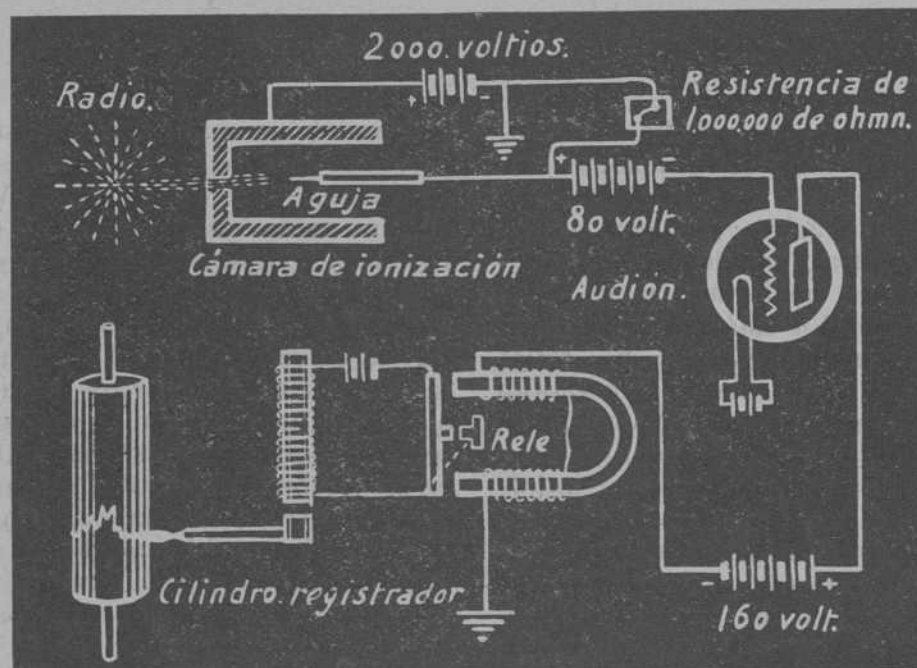 2000. voltios.
Radio.
Resistencia de
1.000.000 de ohmn.
+ -
+ -
Aguja
80 volt.
Cámara de ionización
Audión.
Rele
Cilindro registrador
- +
160 volt.